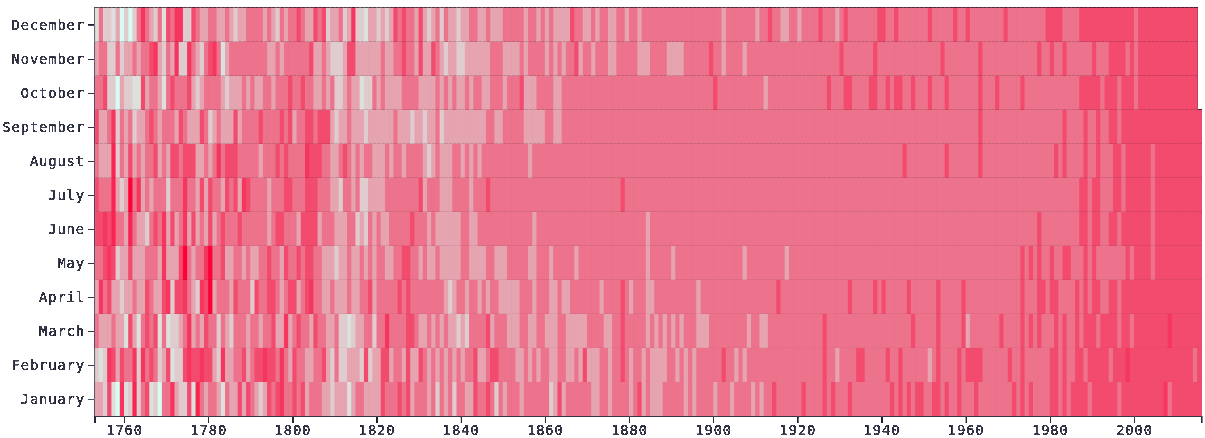 December
November
October
September
August
July
June
May
April
March
February
January
1760 1780 1800 1820 1840 1860 1880 1900 1920 1940 1960 1980 2000